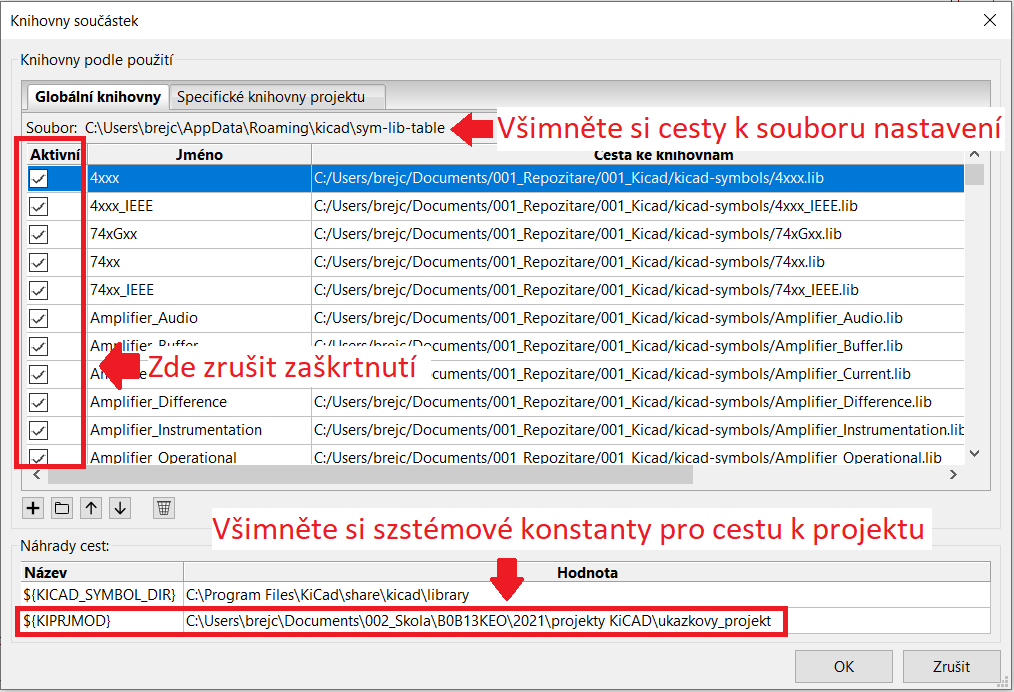 Knihovny součástek
Knihovny podle použití
Globální knihovny Specifické knihovny projektu
Soubor: C:\Users\brejc\AppData\Roaming\kicad\sym-lib-table
Všimněte si cesty k souboru nastavení
Aktivní Jméno Cesta ke knihovnám
4xxx C:/Users/brejc/Documents/001_Repozitare/001_Kicad/kicad-symbols/4xxx.lib
4xxx_IEEE C:/Users/brejc/Documents/001_Repozitare/001_Kicad/kicad-symbols/4xxx_IEEE.lib
74xGxx C:/Users/brejc/Documents/001_Repozitare/001_Kicad/kicad-symbols/74xGxx.lib
74xx C:/Users/brejc/Documents/001_Repozitare/001_Kicad/kicad-symbols/74xx.lib
74xx_IEEE C:/Users/brejc/Documents/001_Repozitare/001_Kicad/kicad-symbols/74xx_IEEE.lib
Amplifier_Audio C:/Users/brejc/Documents/001_Repozitare/001_Kicad/kicad-symbols/Amplifier_Audio.lib
Amplifier_Buffer C:/Users/brejc/Documents/001_Repozitare/001_Kicad/kicad-symbols/Amplifier_Buffer.lib
Zde zrušit zaškrtnutí
ocuments/001_Repozitare/001_Kicad/kicad-symbols/Amplifier_Current.lib
Amplifier_Difference C:/Users/brejc/Documents/001_Repozitare/001_Kicad/kicad-symbols/Amplifier_Difference.lib
Amplifier_Instrumentation C:/Users/brejc/Documents/001_Repozitare/001_Kicad/kicad-symbols/Amplifier_Instrumentation.lib
Amplifier_Operational C:/Users/brejc/Documents/001_Repozitare/001_Kicad/kicad-symbols/Amplifier_Operational.lib
Všimněte si szstémové konstanty pro cestu k projektu
Náhrady cest:
Název Hodnota
${KICAD_SYMBOL_DIR} C:\Program Files\KiCad\share\kicad\library
${KIPRJMOD} C:\Users\brejc\Documents\002_Skola\B0B13KEO\2021\projekty KiCAD\ukazkovy_projekt
OK Zrušit